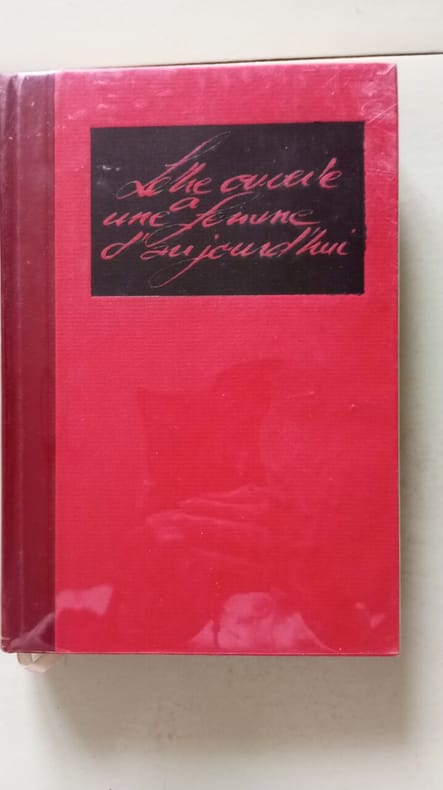 Lettre ouverte
à
une femme
d'aujourd'hui